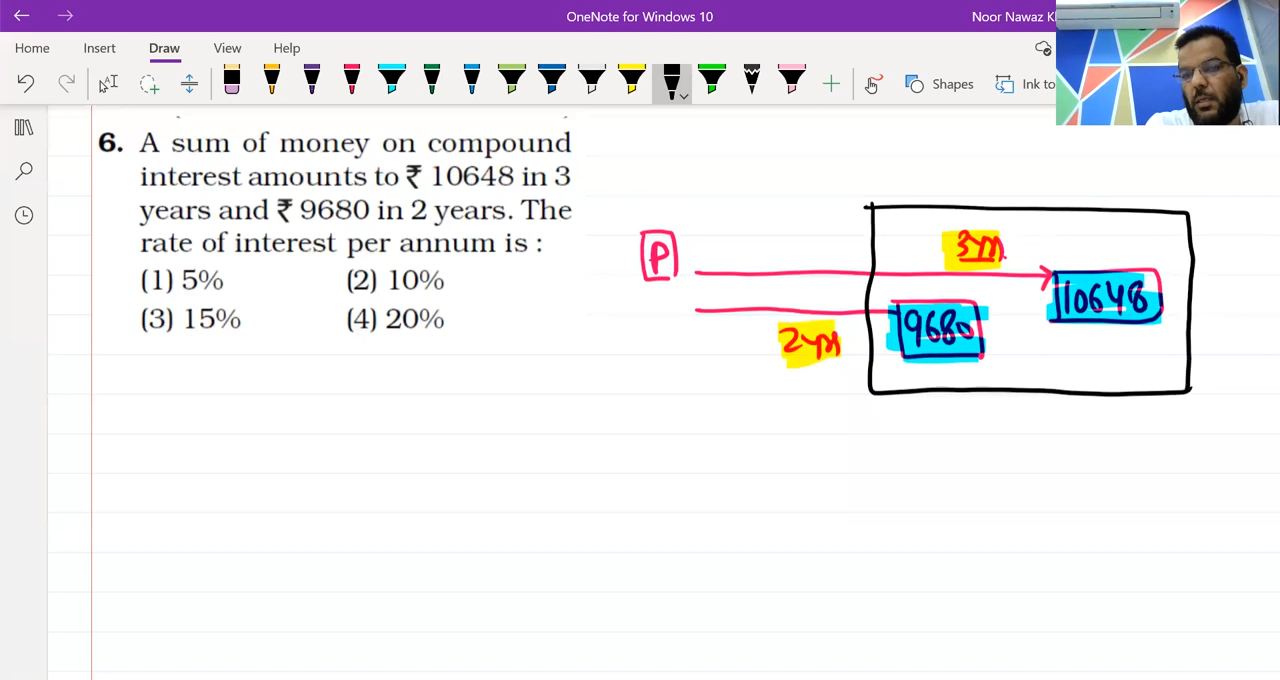 OneNote for Windows 10
Noor Nawaz K
Home Insert Draw View Help
Shapes
Ink to
6. A sum of money on compound
interest amounts to ₹ 10648 in 3
years and ₹ 9680 in 2 years. The
rate of interest per annum is :
(1) 5% (2) 10%
(3) 15% (4) 20%
P
3yr
10648
9680
2yr